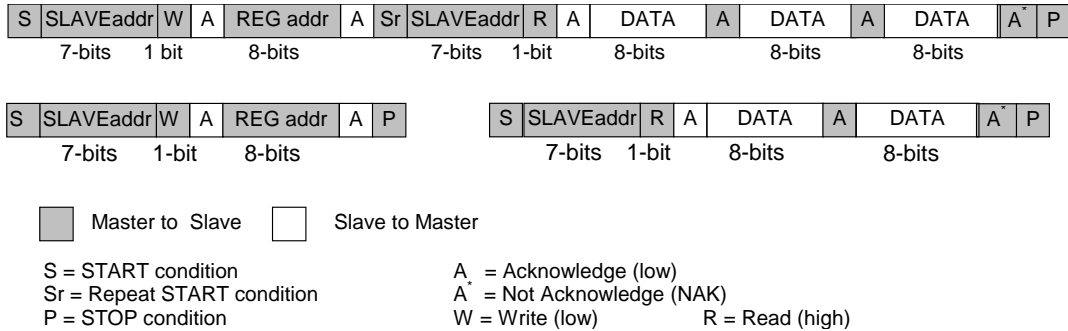 S SLAVEaddr W A REG addr A Sr SLAVEaddr R A DATA A DATA A DATA A* P
7-bits 1 bit 8-bits 7-bits 1-bit 8-bits 8-bits 8-bits
S SLAVEaddr W A REG addr A P S SLAVEaddr R A DATA A DATA A* P
7-bits 1-bit 8-bits 7-bits 1-bit 8-bits 8-bits
Master to Slave Slave to Master
S = START condition A = Acknowledge (low)
Sr = Repeat START condition A* = Not Acknowledge (NAK)
P = STOP condition W = Write (low) R = Read (high)